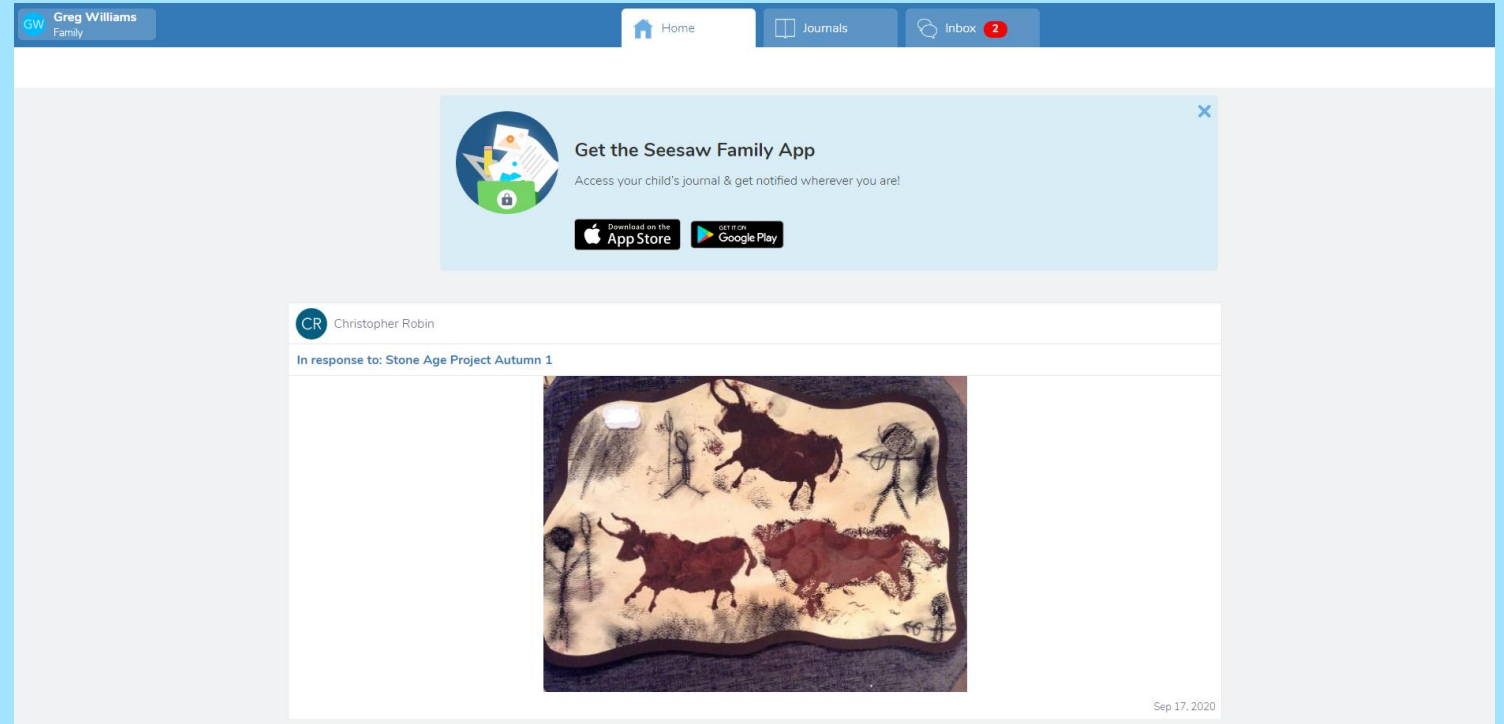 GW
Greg Williams
Family
Home
Journals
Inbox 2
Get the Seesaw Family App
Access your child's journal & get notified wherever you are!
Download on the
App Store
GET IT ON
Google Play
CR Christopher Robin
In response to: Stone Age Project Autumn 1
Sep 17, 2020